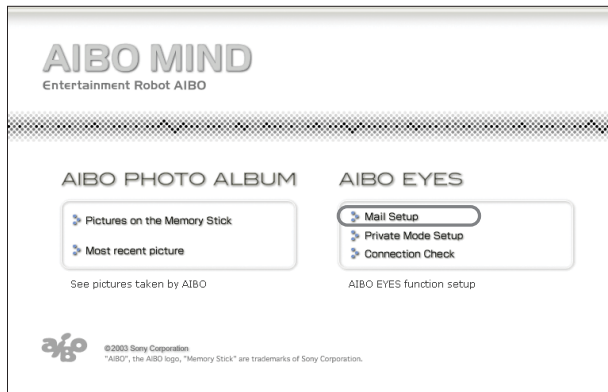 AIBO MIND
Entertainment Robot AIBO
AIBO PHOTO ALBUM
Pictures on the Memory Stick
Most recent picture
See pictures taken by AIBO
AIBO EYES
Mail Setup
Private Mode Setup
Connection Check
AIBO EYES function setup
aibo
©2003 Sony Corporation
"AIBO", the AIBO logo, "Memory Stick" are trademarks of Sony Corporation.